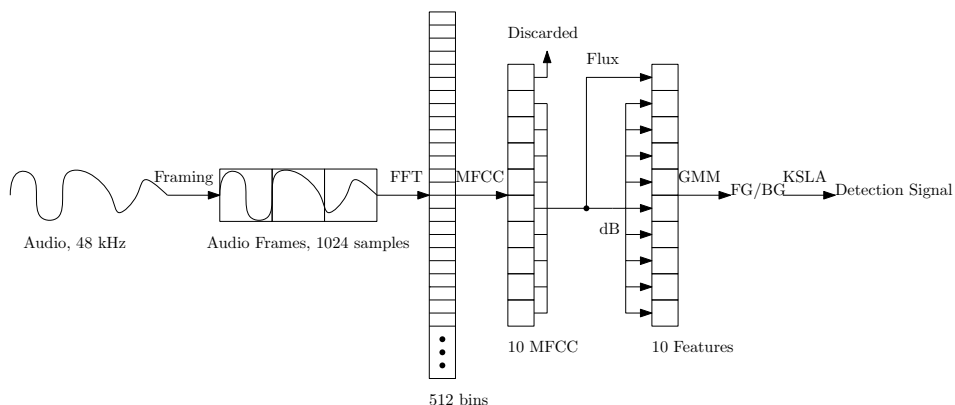 Discarded
Flux
Framing
FFT
MFCC
GMM
FG/BG
KSLA
Detection Signal
dB
Audio, 48 kHz
Audio Frames, 1024 samples
10 MFCC
10 Features
512 bins